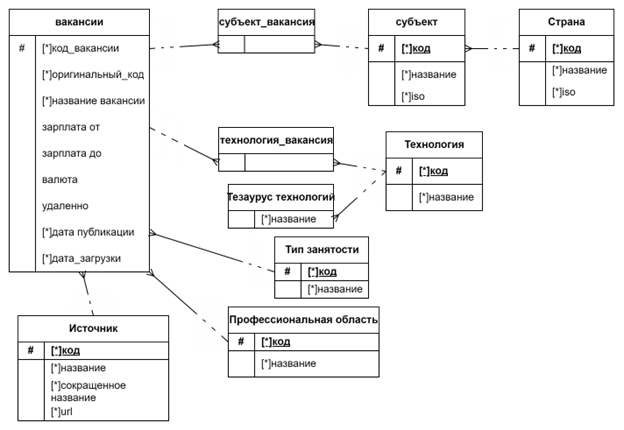 вакансии
# [*]код_вакансии
[*]оригинальный_код
[*]название вакансии
зарплата от
зарплата до
валюта
удаленно
[*]дата публикации
[*]дата_загрузки
субъект_вакансия
субъект
# [*]код
[*]название
[*]iso
Страна
# [*]код
[*]название
[*]iso
технология_вакансия
Технология
# [*]код
[*]название
Тезаурус технологий
[*]название
Тип занятости
# [*]код
[*]название
Профессиональная область
# [*]код
[*]название
Источник
# [*]код
[*]название
[*]сокращенное
название
[*]url